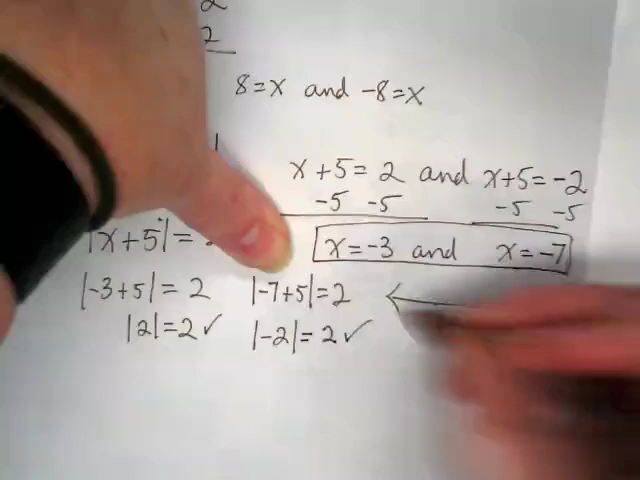 2
8=x and -8=x
x+5=2 and x+5=-2
-5 -5 -5 -5
|x+5|=
x=-3 and x=-7
|-3+5|=2 |-7+5|=2
|2|=2✓ |-2|=2✓